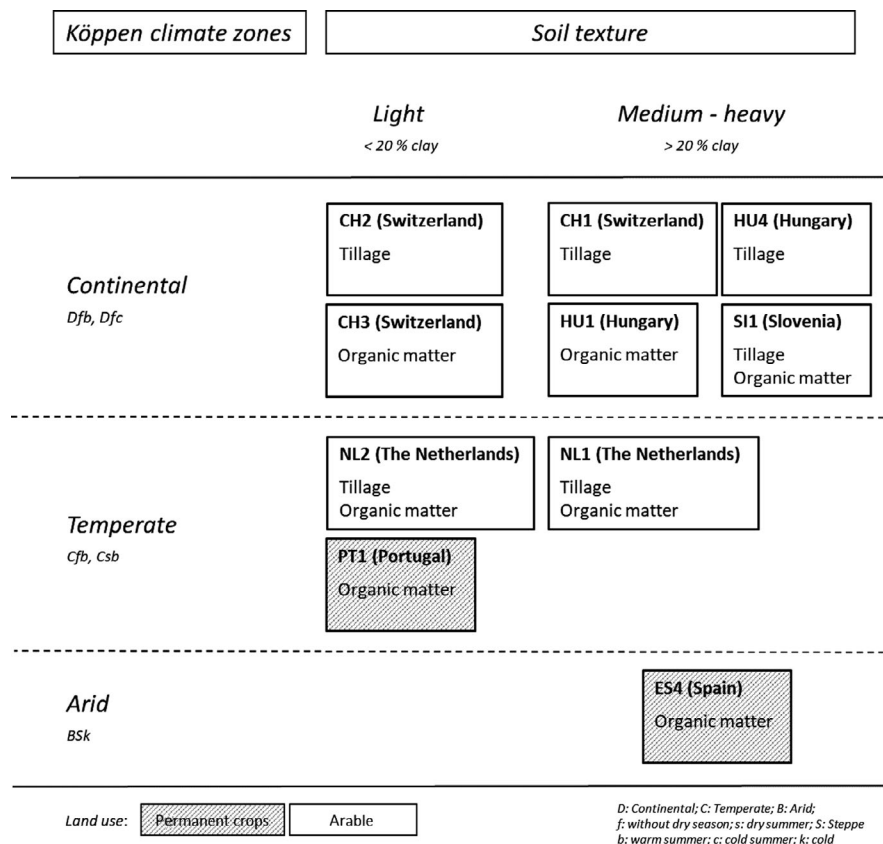 Köppen climate zones
Soil texture
Light
Medium - heavy
< 20 % clay
> 20 % clay
CH2 (Switzerland)
Tillage
CH1 (Switzerland)
Tillage
HU4 (Hungary)
Tillage
Continental
Dfb, Dfc
CH3 (Switzerland)
Organic matter
HU1 (Hungary)
Organic matter
SI1 (Slovenia)
Tillage
Organic matter
NL2 (The Netherlands)
Tillage
Organic matter
NL1 (The Netherlands)
Tillage
Organic matter
Temperate
Cfb, Csb
PT1 (Portugal)
Organic matter
Arid
BSk
ES4 (Spain)
Organic matter
Land use:
Permanent crops
Arable
D: Continental; C: Temperate; B: Arid;
f: without dry season; s: dry summer; S: Steppe
b: warm summer; c: cold summer; k: cold